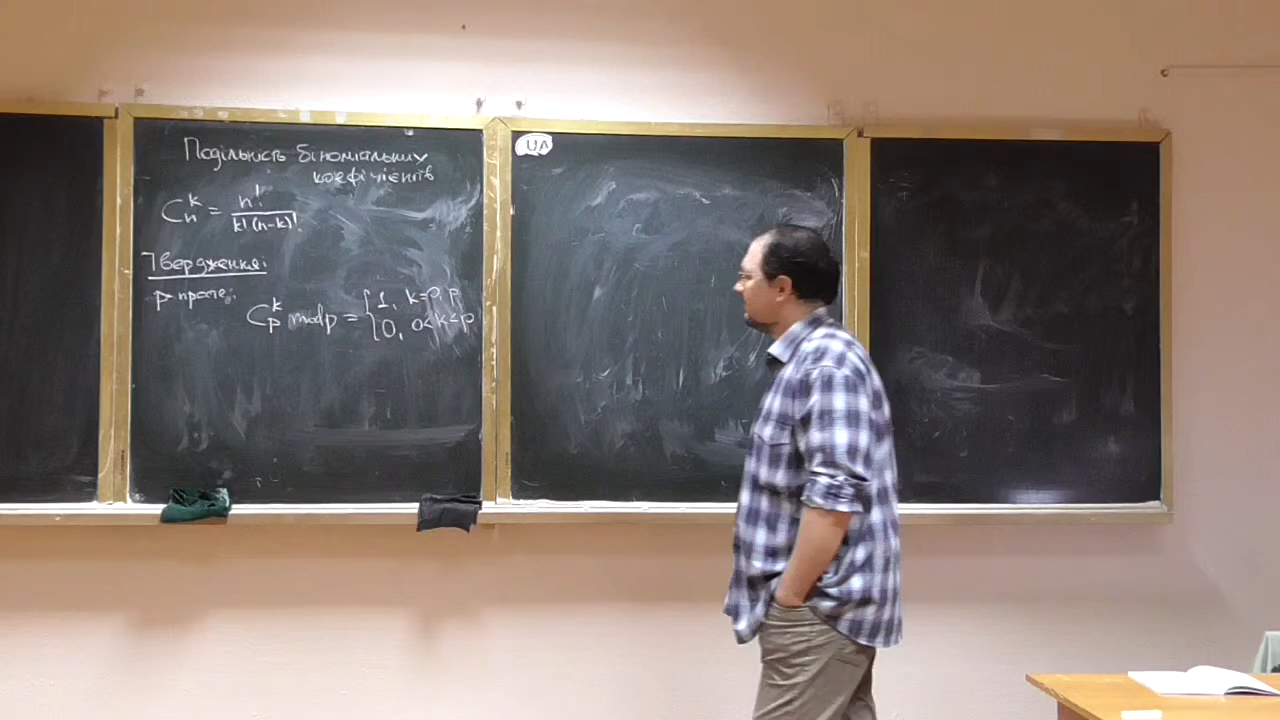 Подільність біноміальних
коефіцієнтів
C_n^k = n! / k!(n-k)!
Твердження:
p просте:
C_p^k mod p = { 1, k=0, p
0, 0<k<p
UA